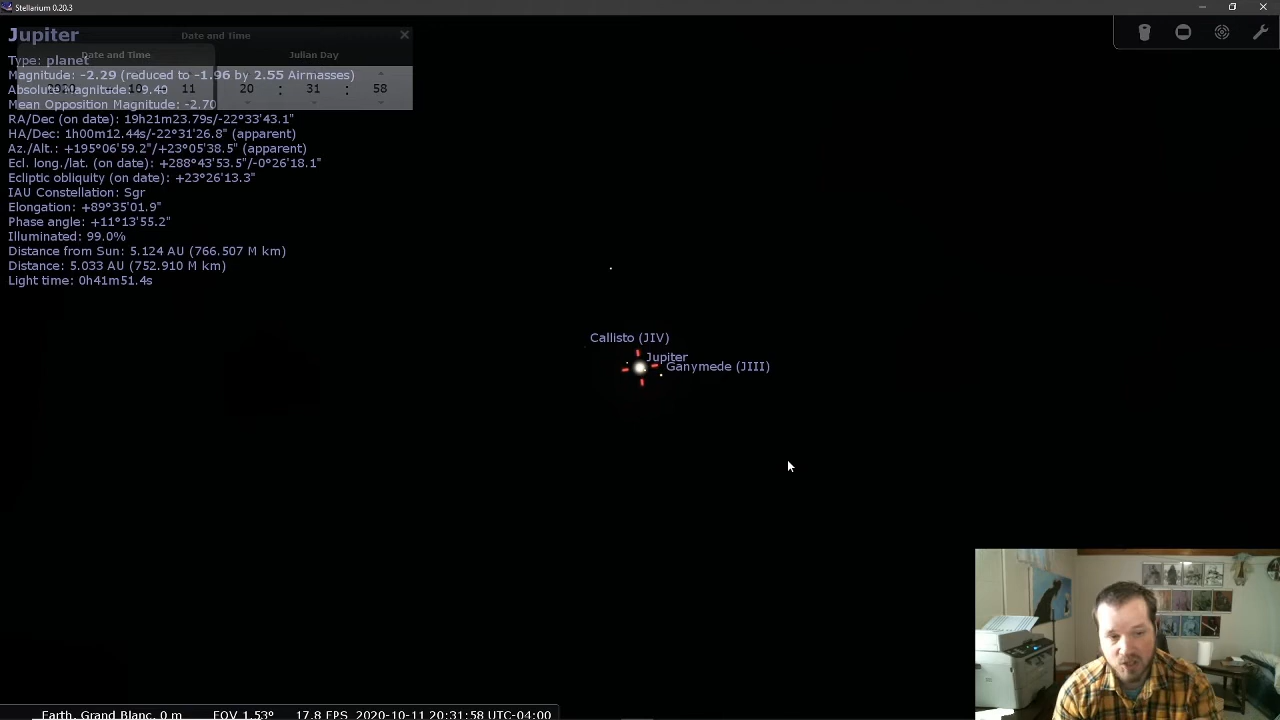 Stellarium 0.20.3
Jupiter
Date and Time
Date and Time
Julian Day
Type: planet
Magnitude: -2.29 (reduced to -1.96 by 2.55 Airmasses)
Absolute Magnitude: -9.40
2020 - 10 - 11 20 : 31 : 58
Mean Opposition Magnitude: -2.70
RA/Dec (on date): 19h21m23.79s/-22°33'43.1"
HA/Dec: 1h00m12.44s/-22°31'26.8" (apparent)
Az./Alt.: +195°06'59.2"/+23°05'38.5" (apparent)
Ecl. long./lat. (on date): +288°43'53.5"/-0°26'18.1"
Ecliptic obliquity (on date): +23°26'13.3"
IAU Constellation: Sgr
Elongation: +89°35'01.9"
Phase angle: +11°13'55.2"
Illuminated: 99.0%
Distance from Sun: 5.124 AU (766.507 M km)
Distance: 5.033 AU (752.910 M km)
Light time: 0h41m51.4s
Callisto (JIV)
Jupiter
Ganymede (JIII)
Earth, Grand Blanc, 0 m FOV 1.53° 17.8 FPS 2020-10-11 20:31:58 UTC-04:00